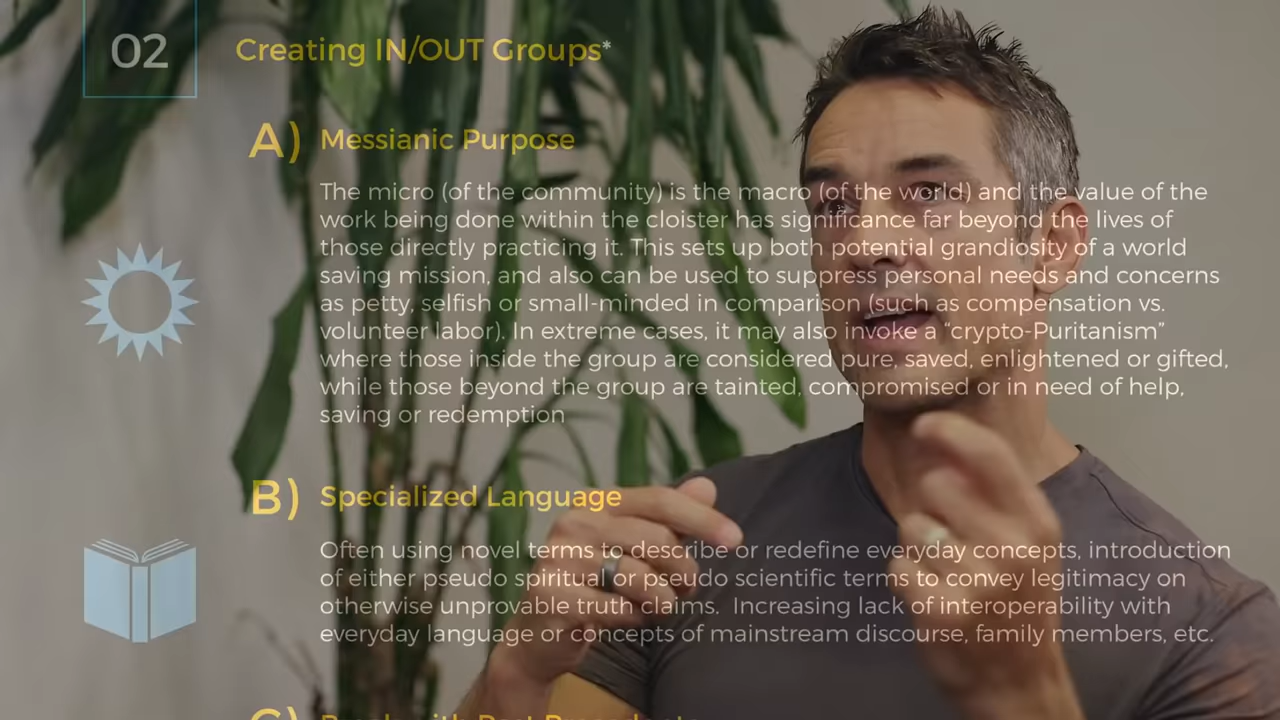 02
Creating IN/OUT Groups*
A) Messianic Purpose
The micro (of the community) is the macro (of the world) and the value of the
work being done within the cloister has significance far beyond the lives of
those directly practicing it. This sets up both potential grandiosity of a world
saving mission, and also can be used to suppress personal needs and concerns
as petty, selfish or small-minded in comparison (such as compensation vs.
volunteer labor). In extreme cases, it may also invoke a “crypto-Puritanism”
where those inside the group are considered pure, saved, enlightened or gifted,
while those beyond the group are tainted, compromised or in need of help,
saving or redemption
B) Specialized Language
Often using novel terms to describe or redefine everyday concepts, introduction
of either pseudo spiritual or pseudo scientific terms to convey legitimacy on
otherwise unprovable truth claims. Increasing lack of interoperability with
everyday language or concepts of mainstream discourse, family members, etc.